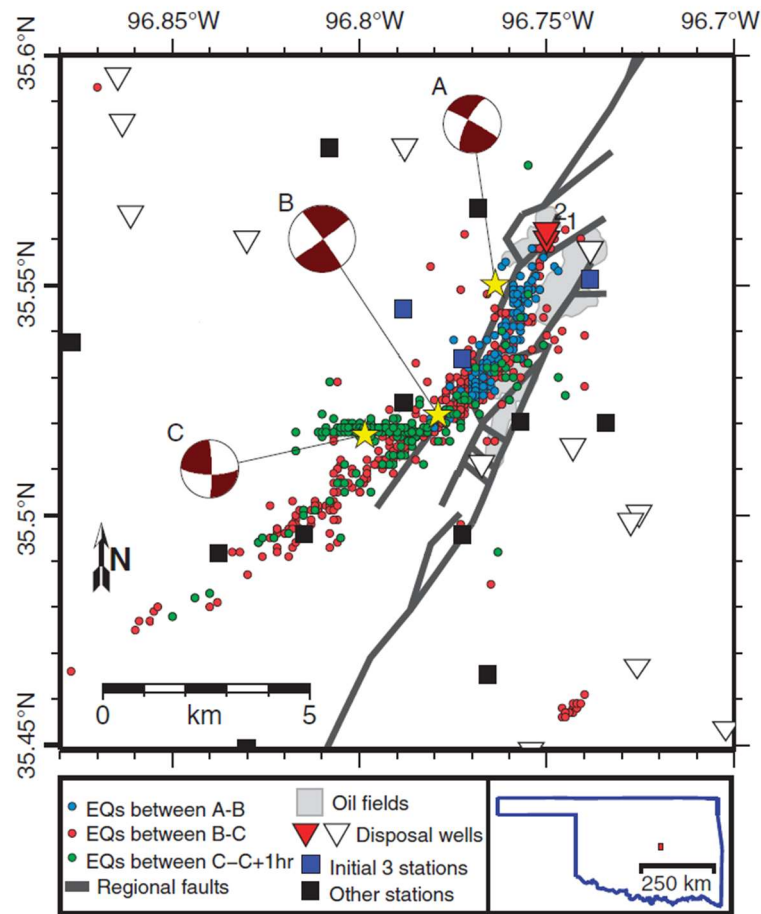 96.85°W 96.8°W 96.75°W 96.7°W
35.6°N
35.55°N
35.5°N
35.45°N
A
B
C
2
1
N
0 km 5
EQs between A-B
EQs between B-C
EQs between C–C+1hr
Regional faults
Oil fields
Disposal wells
Initial 3 stations
Other stations
250 km